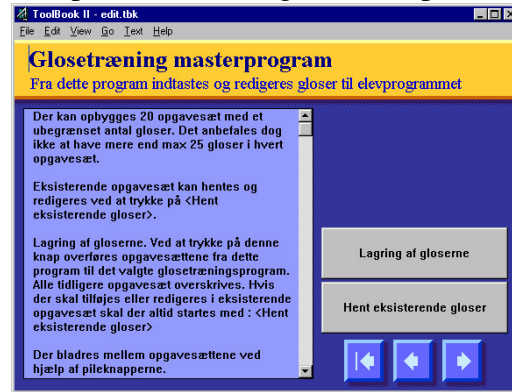 ToolBook II - edit.tbk
File Edit View Go Text Help
Glosetræning masterprogram
Fra dette program indtastes og redigeres gloser til elevprogrammet
Der kan opbygges 20 opgavesæt med et
ubegrænset antal gloser. Det anbefales dog
ikke at have mere end max 25 gloser i hvert
opgavesæt.
Eksisterende opgavesæt kan hentes og
redigeres ved at trykke på <Hent
eksisterende gloser>.
Lagring af gloserne. Ved at trykke på denne
knap overføres opgavesættene fra dette
program til det valgte glosetræningsprogram.
Alle tidligere opgavesæt overskrives. Hvis
der skal tilføjes eller redigeres i eksisterende
opgavesæt skal der altid startes med : <Hent
eksisterende gloser>
Der bladres mellem opgavesættene ved
hjælp af pileknapperne.
Lagring af gloserne
Hent eksisterende gloser